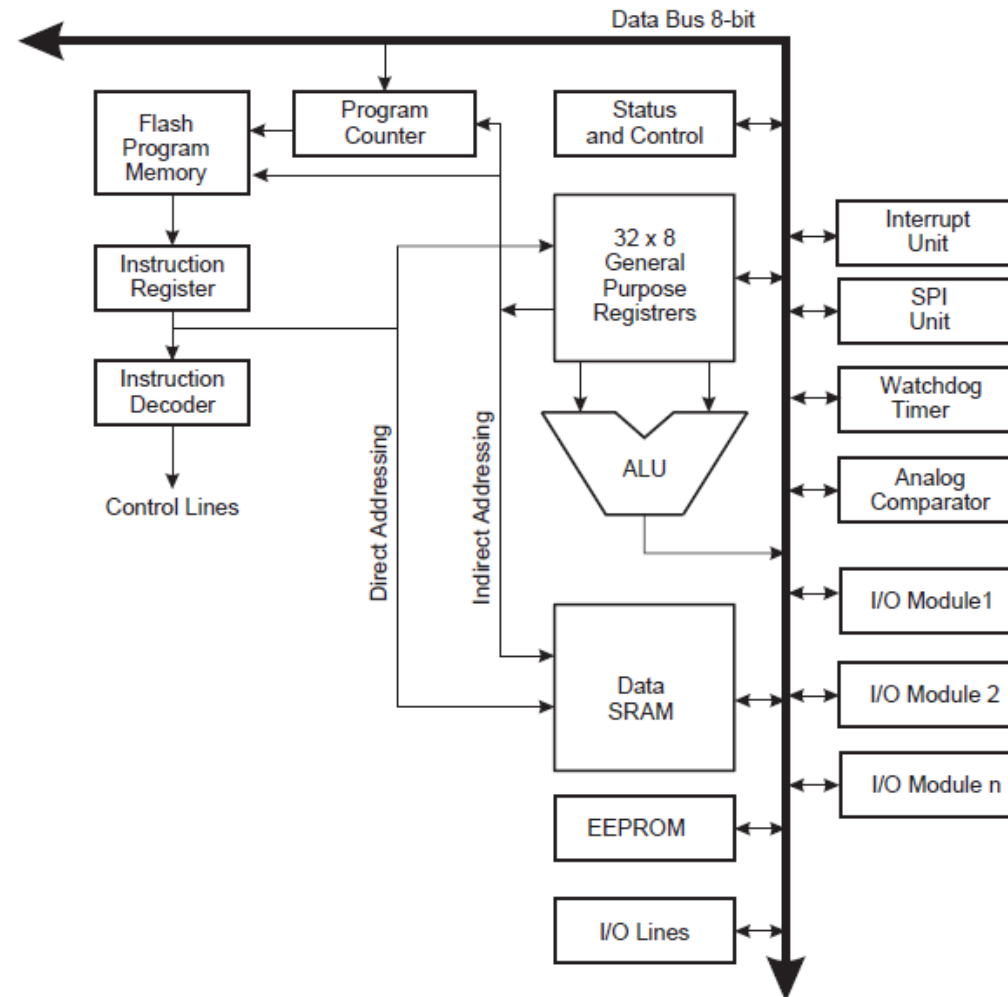 Data Bus 8-bit
Flash
Program
Memory
Program
Counter
Status
and Control
Interrupt
Unit
32 x 8
General
Purpose
Registrers
Instruction
Register
SPI
Unit
Instruction
Decoder
Watchdog
Timer
ALU
Analog
Comparator
Control Lines
Direct Addressing
Indirect Addressing
I/O Module1
Data
SRAM
I/O Module 2
I/O Module n
EEPROM
I/O Lines